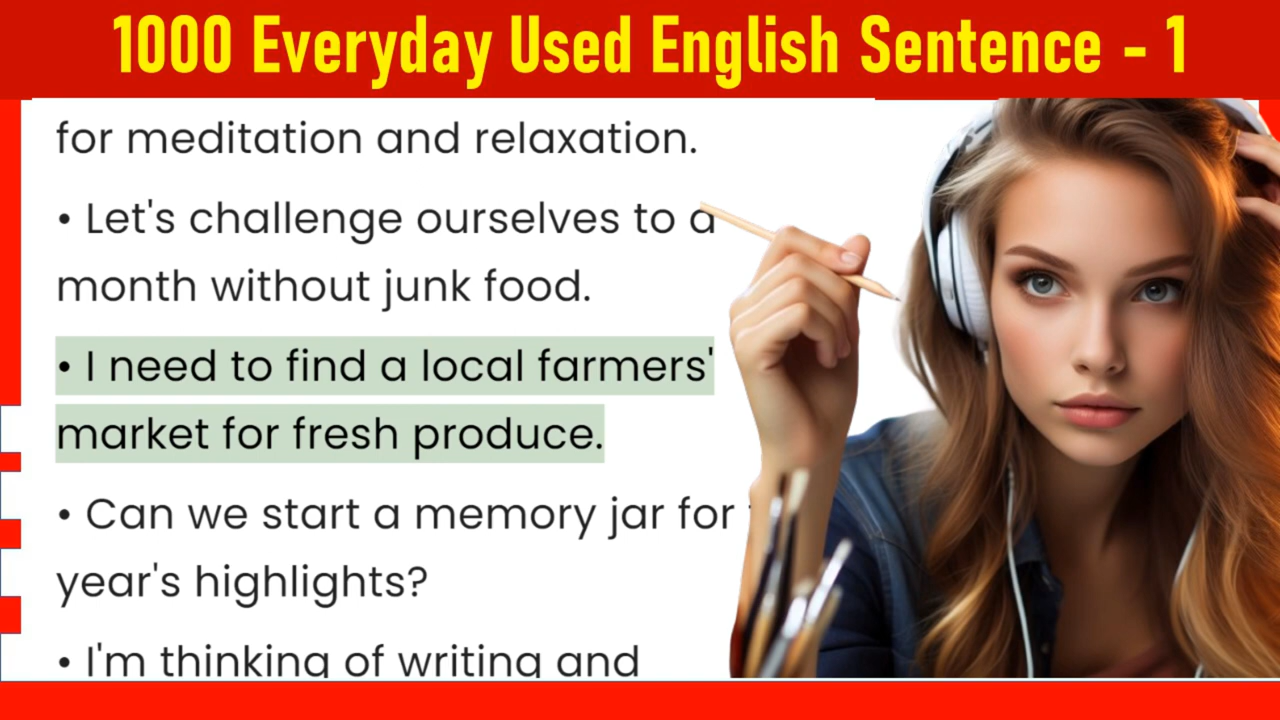 1000 Everyday Used English Sentence - 1
for meditation and relaxation.
• Let's challenge ourselves to a
month without junk food.
• I need to find a local farmers'
market for fresh produce.
• Can we start a memory jar for
year's highlights?
• I'm thinking of writing and